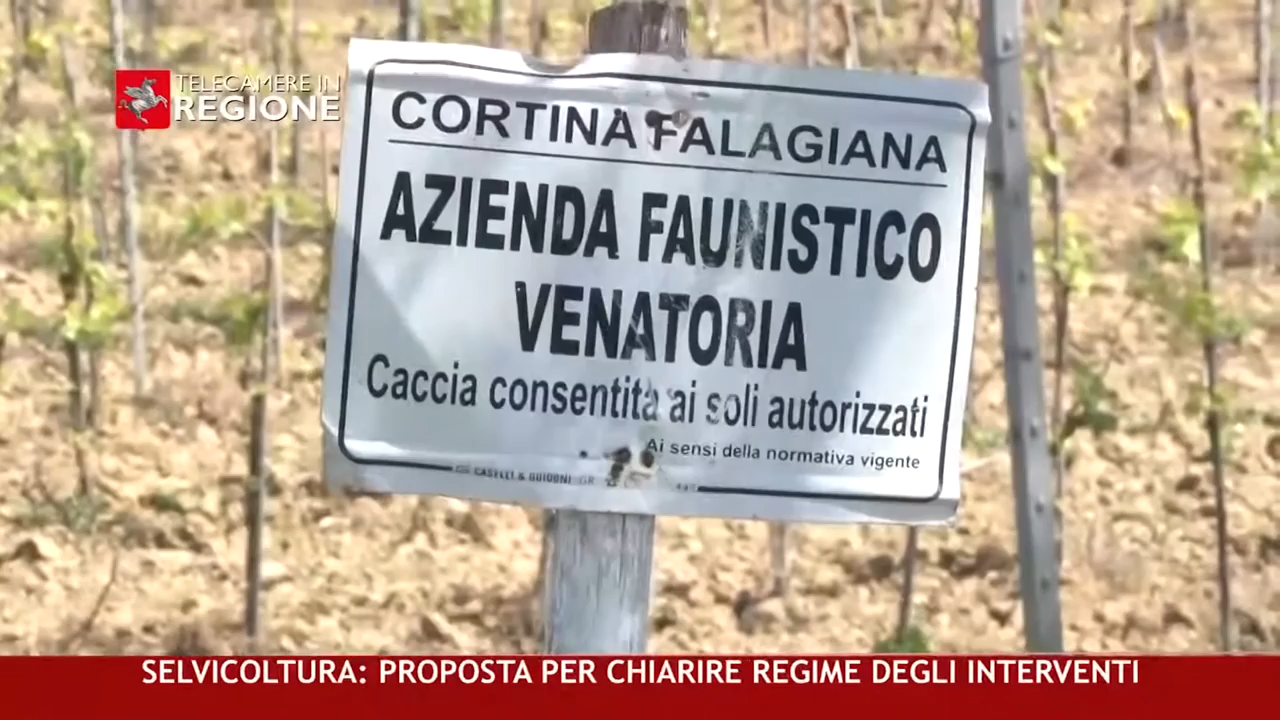 TELECAMERE IN
REGIONE
CORTINA FALAGIANA
AZIENDA FAUNISTICO
VENATORIA
Caccia consentita ai soli autorizzati
Ai sensi della normativa vigente
SELVICOLTURA: PROPOSTA PER CHIARIRE REGIME DEGLI INTERVENTI